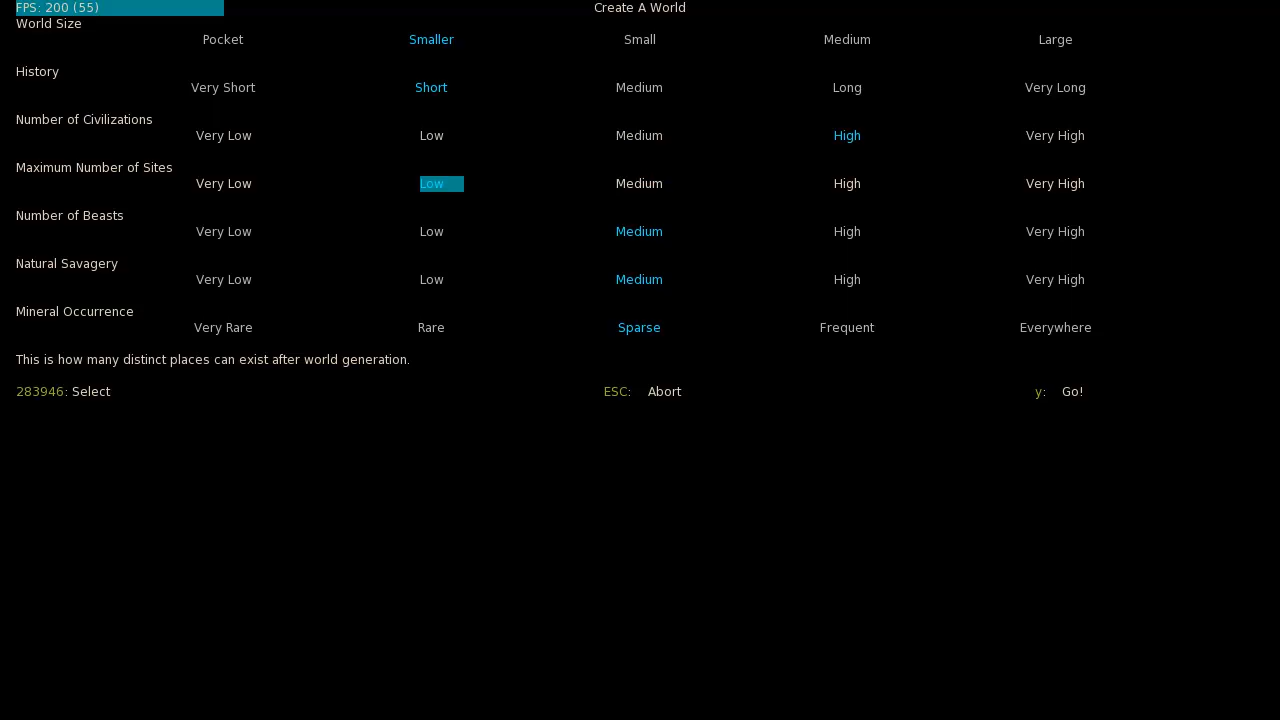 FPS: 200 (55) Create A World
World Size
Pocket Smaller Small Medium Large
History
Very Short Short Medium Long Very Long
Number of Civilizations
Very Low Low Medium High Very High
Maximum Number of Sites
Very Low Low Medium High Very High
Number of Beasts
Very Low Low Medium High Very High
Natural Savagery
Very Low Low Medium High Very High
Mineral Occurrence
Very Rare Rare Sparse Frequent Everywhere
This is how many distinct places can exist after world generation.
283946: Select ESC: Abort y: Go!